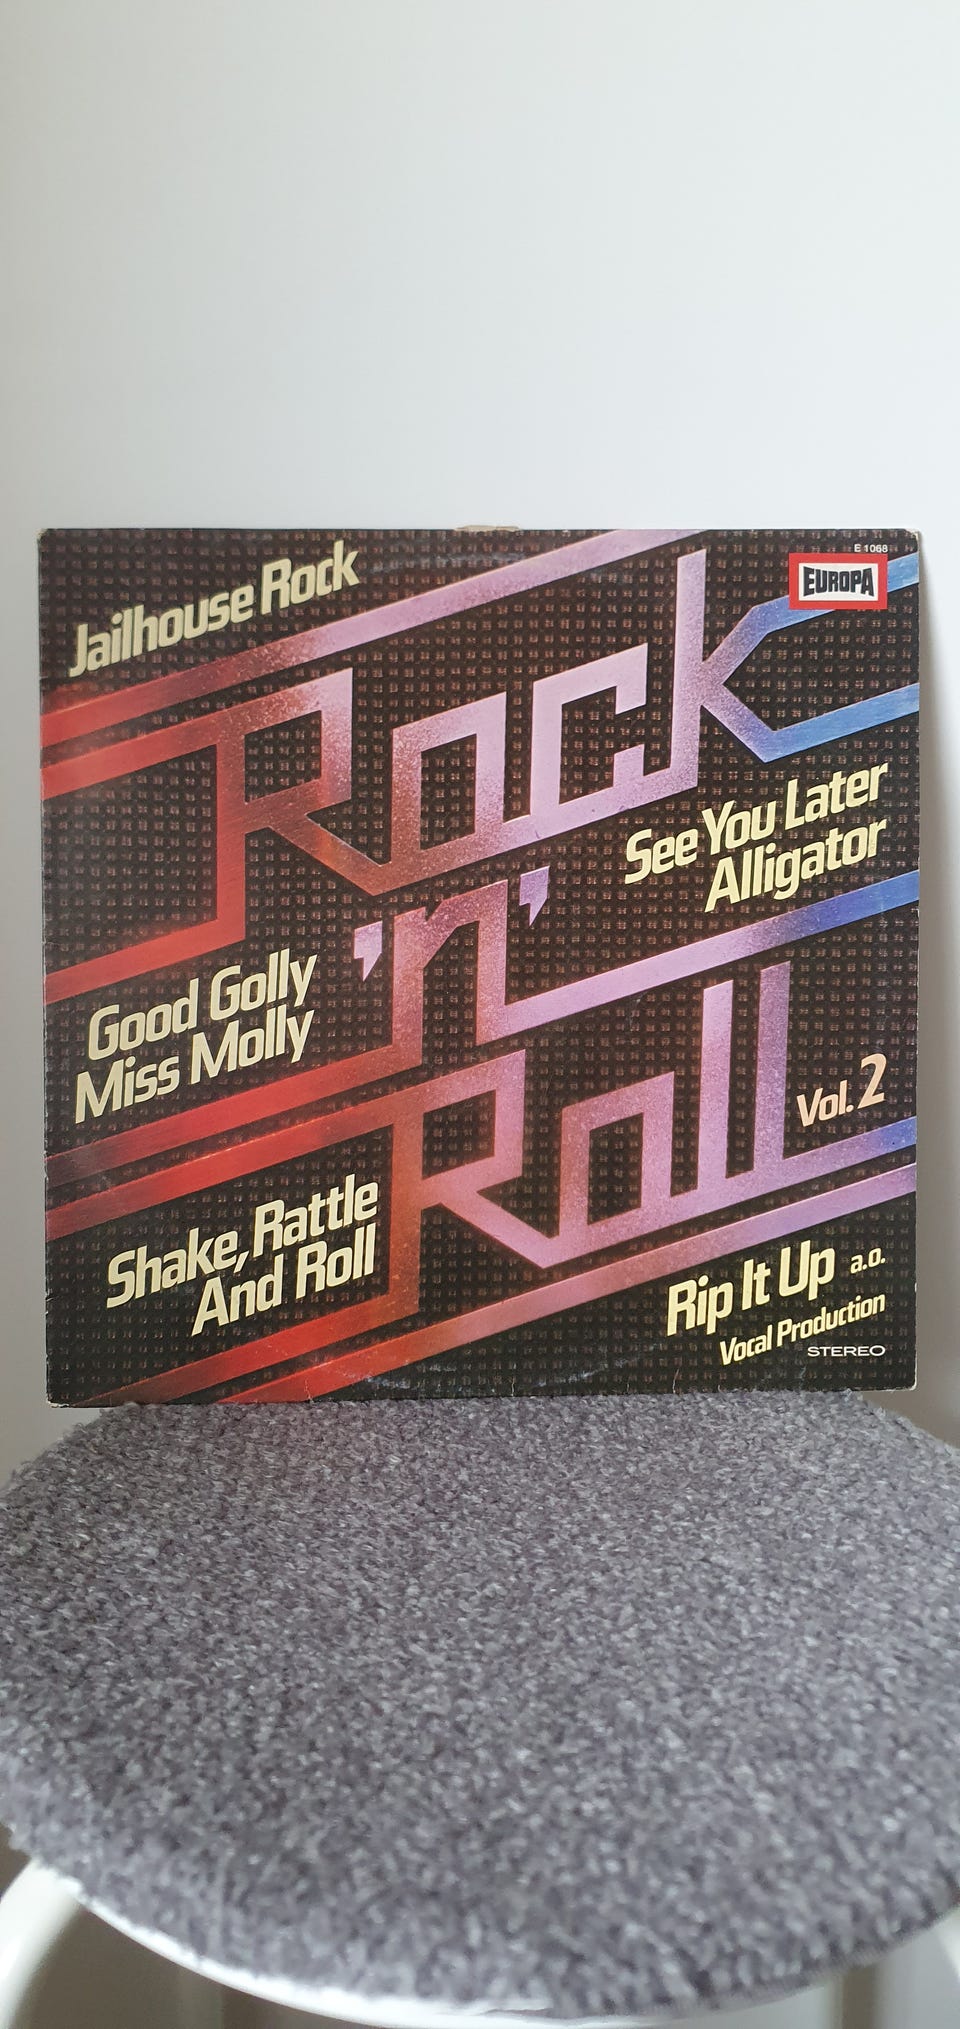 Jailhouse Rock
E 1068
EUROPA
Rock
See You Later
Alligator
'n'
Good Golly
Miss Molly
Roll
Vol. 2
Shake, Rattle
And Roll
Rip It Up a.o.
Vocal Production
STEREO